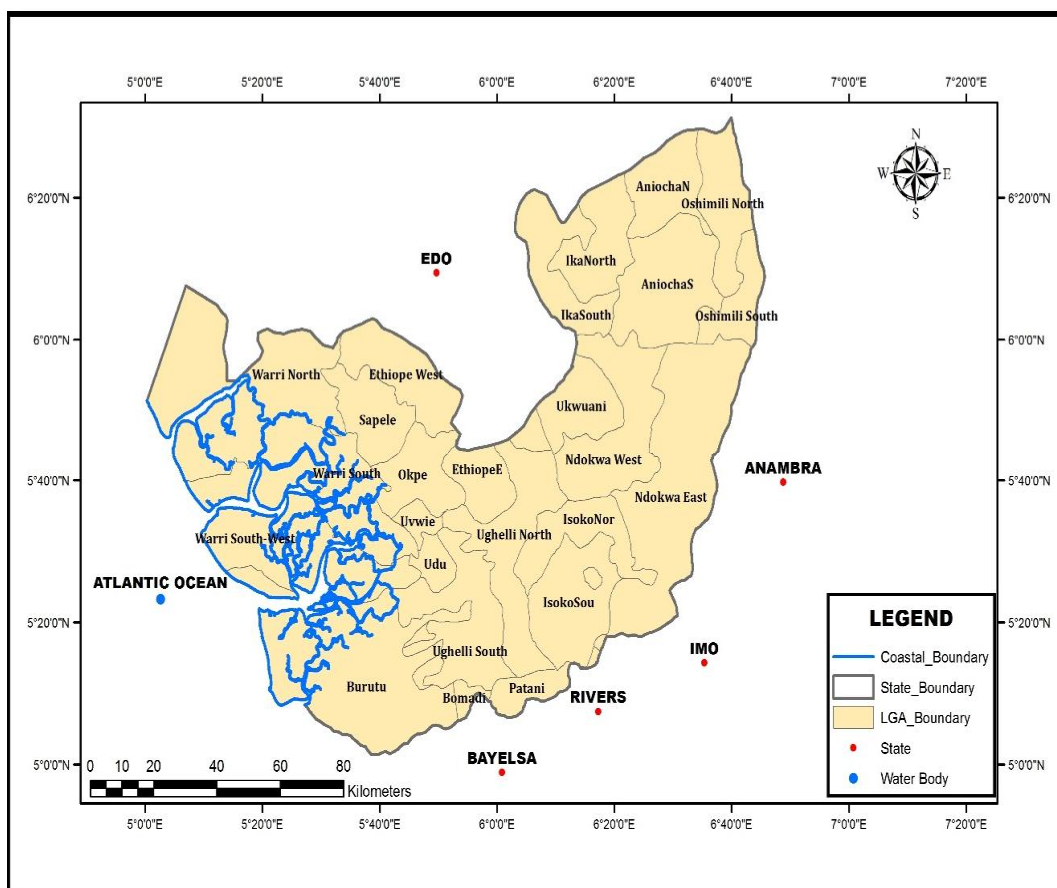 5°0'0"E 5°20'0"E 5°40'0"E 6°0'0"E 6°20'0"E 6°40'0"E 7°0'0"E 7°20'0"E
N
W E
S
6°20'0"N 6°20'0"N
AniochaN
Oshimili North
EDO
IkaNorth
AniochaS
IkaSouth
Oshimili South
6°0'0"N 6°0'0"N
Warri North
Ethiope West
Ukwuani
Sapele
Ndokwa West
ANAMBRA
EthiopeE
Warri South
Okpe
5°40'0"N 5°40'0"N
Ndokwa East
Uvwie
IsokoNor
Ughelli North
Warri South-West
Udu
ATLANTIC OCEAN
IsokoSou
5°20'0"N 5°20'0"N
Ughelli South
IMO
Burutu
Patani
Bomadi
RIVERS
BAYELSA
5°0'0"N 5°0'0"N
LEGEND
Coastal_Boundary
State_Boundary
LGA_Boundary
State
Water Body
0 10 20 40 60 80
Kilometers
5°0'0"E 5°20'0"E 5°40'0"E 6°0'0"E 6°20'0"E 6°40'0"E 7°0'0"E 7°20'0"E